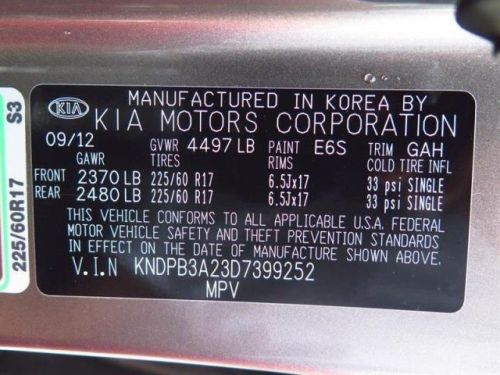 MANUFACTURED IN KOREA BY
KIA KIA MOTORS CORPORATION
09/12 GVWR 4497 LB PAINT E6S TRIM GAH
GAWR TIRES RIMS COLD TIRE INFL
FRONT 2370 LB 225/60 R17 6.5Jx17 33 psi SINGLE
REAR 2480 LB 225/60 R17 6.5Jx17 33 psi SINGLE
THIS VEHICLE CONFORMS TO ALL APPLICABLE U.S.A. FEDERAL
MOTOR VEHICLE SAFETY AND THEFT PREVENTION STANDARDS
IN EFFECT ON THE DATE OF MANUFACTURE SHOWN ABOVE.
V.I.N KNDPB3A23D7399252
MPV
225/60R17 S3